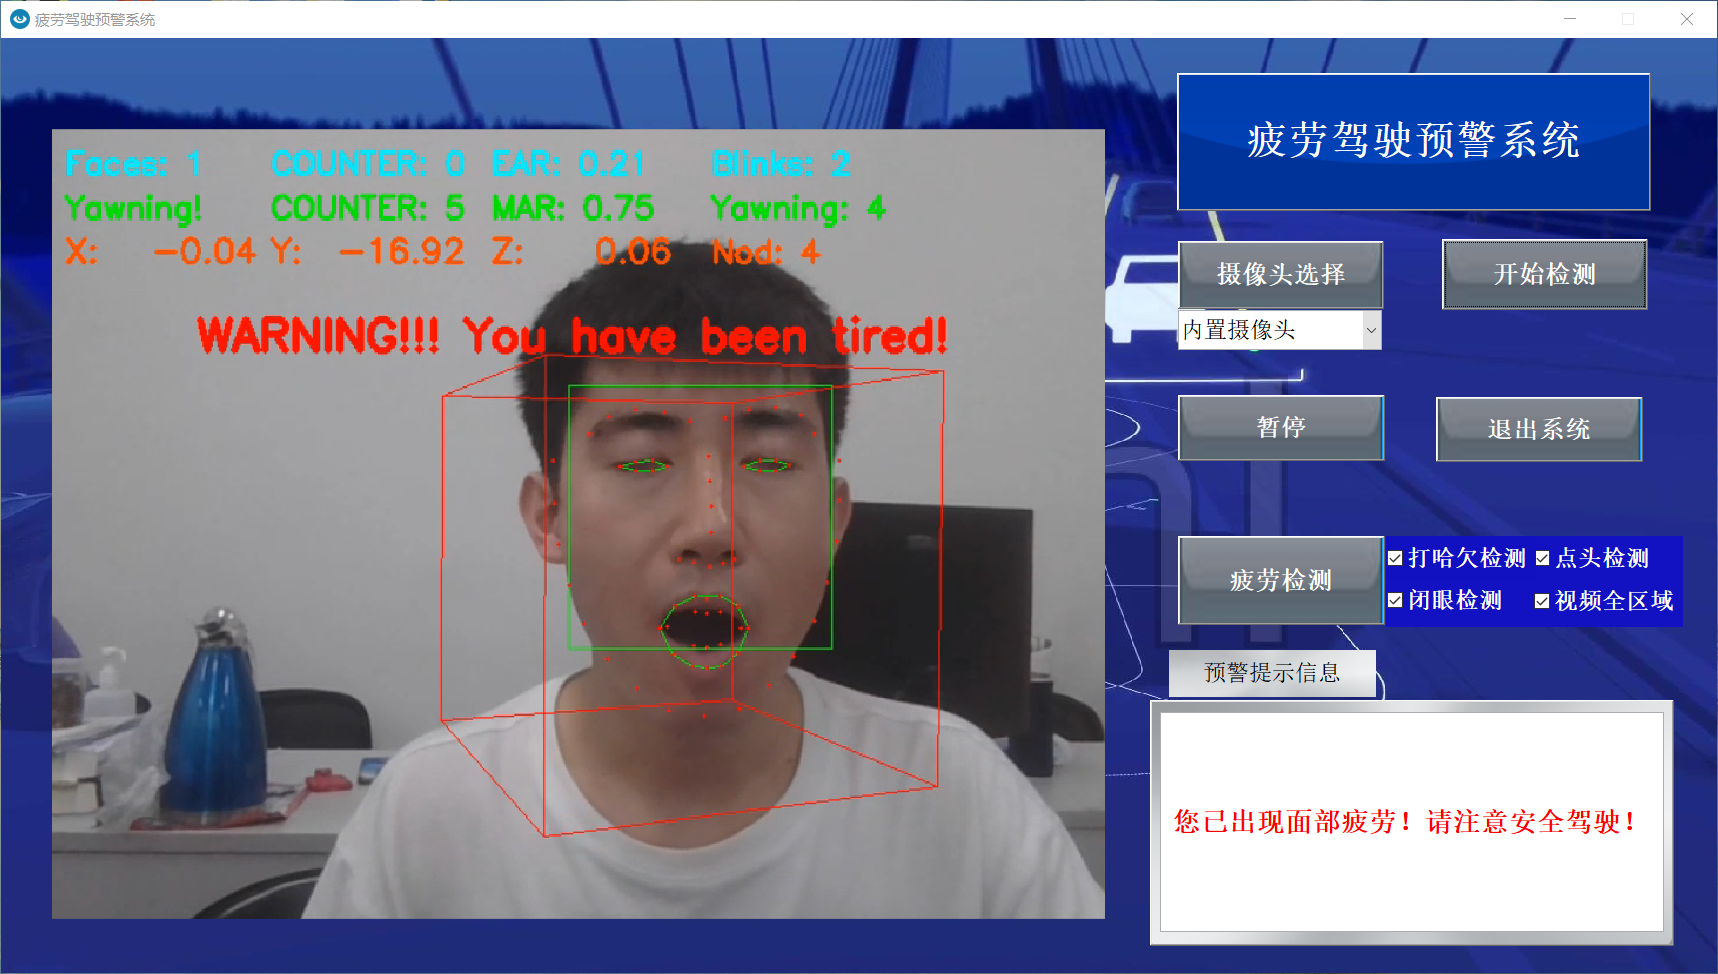 疲劳驾驶预警系统
Faces: 1 COUNTER: 0 EAR: 0.21 Blinks: 2
Yawning! COUNTER: 5 MAR: 0.75 Yawning: 4
X: -0.04 Y: -16.92 Z: 0.06 Nod: 4
WARNING!!! You have been tired!
疲劳驾驶预警系统
摄像头选择
开始检测
内置摄像头
暂停
退出系统
疲劳检测
打哈欠检测 点头检测
闭眼检测 视频全区域
预警提示信息
您已出现面部疲劳！请注意安全驾驶！